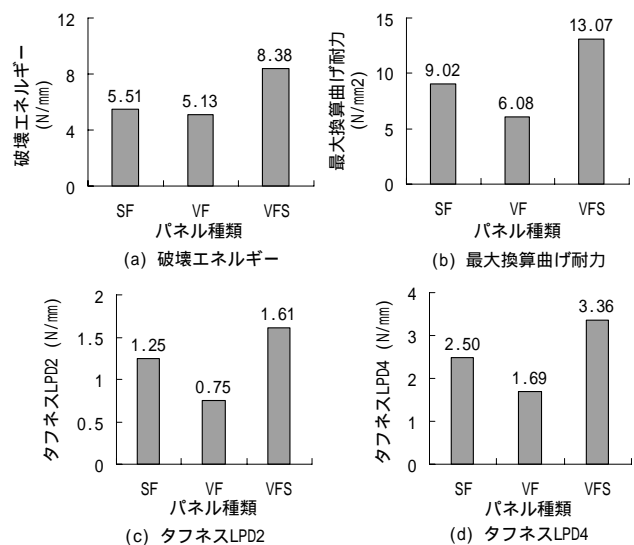 破壊エネルギー
(N/mm)
12
8
4
0
5.51
5.13
8.38
SF
VF
VFS
パネル種類
(a) 破壊エネルギー
最大換算曲げ耐力
(N/mm2)
15
10
5
0
9.02
6.08
13.07
SF
VF
VFS
パネル種類
(b) 最大換算曲げ耐力
タフネスLPD2 (N/mm)
2
1.5
1
0.5
0
1.25
0.75
1.61
SF
VF
VFS
パネル種類
(c) タフネスLPD2
タフネスLPD4 (N/mm)
4
3
2
1
0
2.50
1.69
3.36
SF
VF
VFS
パネル種類
(d) タフネスLPD4